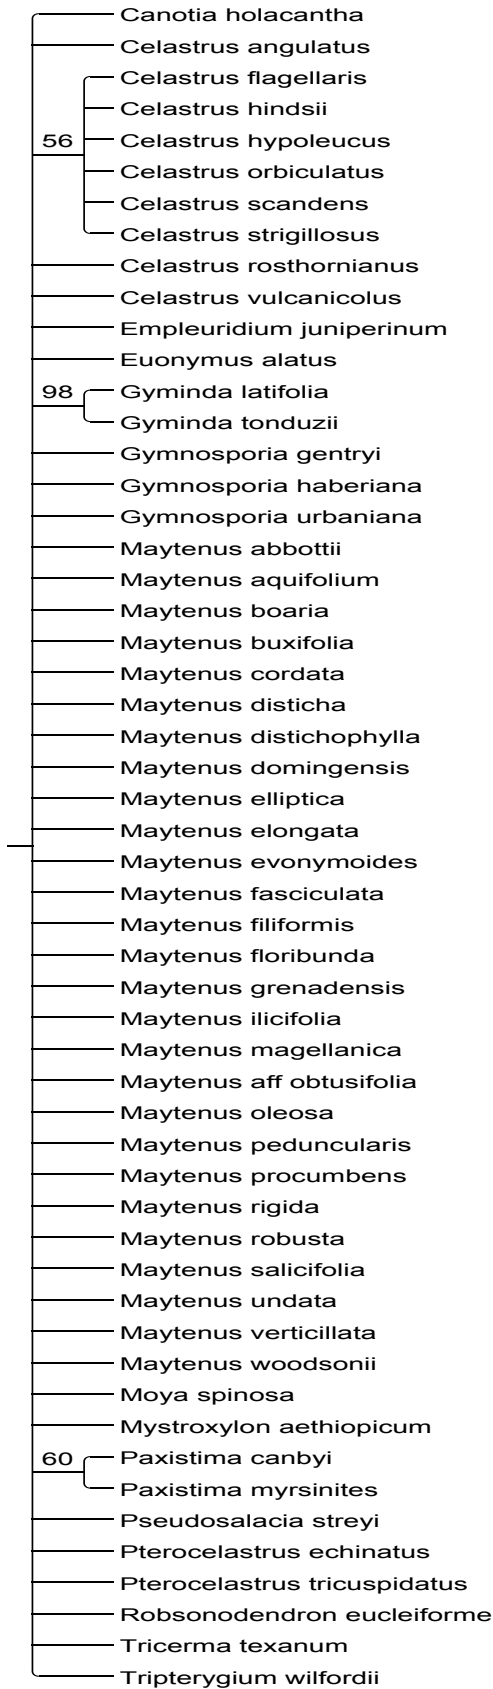 Canotia holacantha
Celastrus angulatus
Celastrus flagellaris
Celastrus hindsii
56
Celastrus hypoleucus
Celastrus orbiculatus
Celastrus scandens
Celastrus strigillosus
Celastrus rosthornianus
Celastrus vulcanicolus
Empleuridium juniperinum
Euonymus alatus
98
Gyminda latifolia
Gyminda tonduzii
Gymnosporia gentryi
Gymnosporia haberiana
Gymnosporia urbaniana
Maytenus abbottii
Maytenus aquifolium
Maytenus boaria
Maytenus buxifolia
Maytenus cordata
Maytenus disticha
Maytenus distichophylla
Maytenus domingensis
Maytenus elliptica
Maytenus elongata
Maytenus evonymoides
Maytenus fasciculata
Maytenus filiformis
Maytenus floribunda
Maytenus grenadensis
Maytenus ilicifolia
Maytenus magellanica
Maytenus aff obtusifolia
Maytenus oleosa
Maytenus peduncularis
Maytenus procumbens
Maytenus rigida
Maytenus robusta
Maytenus salicifolia
Maytenus undata
Maytenus verticillata
Maytenus woodsonii
Moya spinosa
Mystroxylon aethiopicum
60
Paxistima canbyi
Paxistima myrsinites
Pseudosalacia streyi
Pterocelastrus echinatus
Pterocelastrus tricuspidatus
Robsonodendron eucleiforme
Tricerma texanum
Tripterygium wilfordii